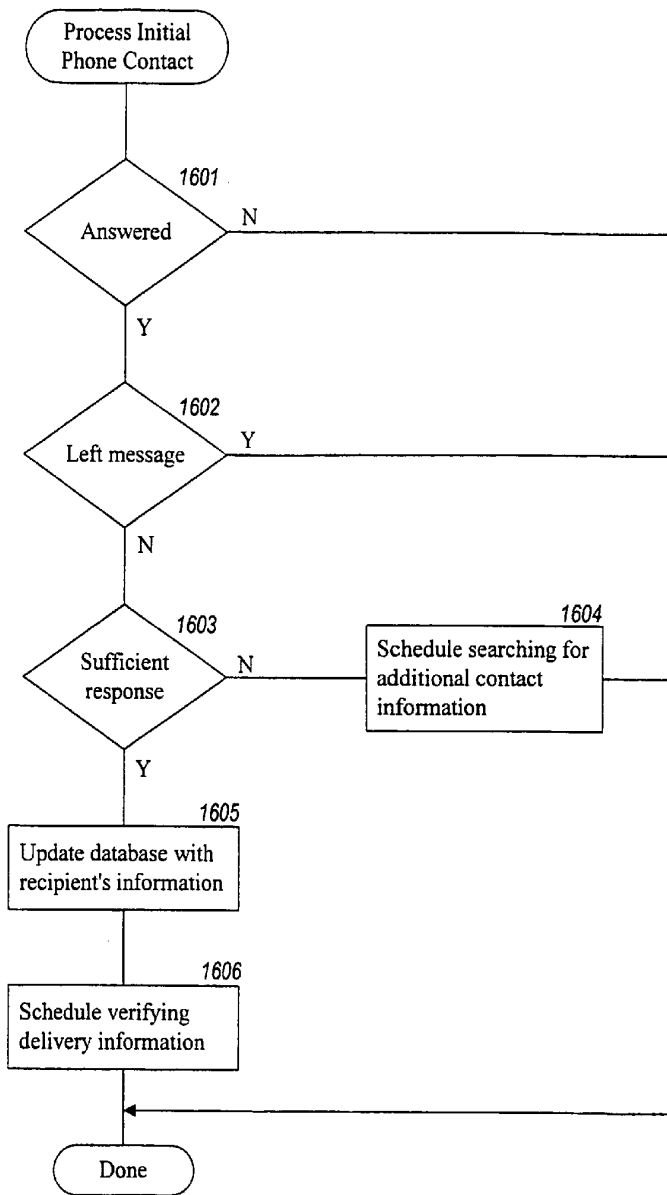 Process Initial
Phone Contact
1601
Answered
N
Y
1602
Left message
Y
N
1603
Sufficient
response
N
1604
Schedule searching for
additional contact
information
Y
1605
Update database with
recipient's information
1606
Schedule verifying
delivery information
Done